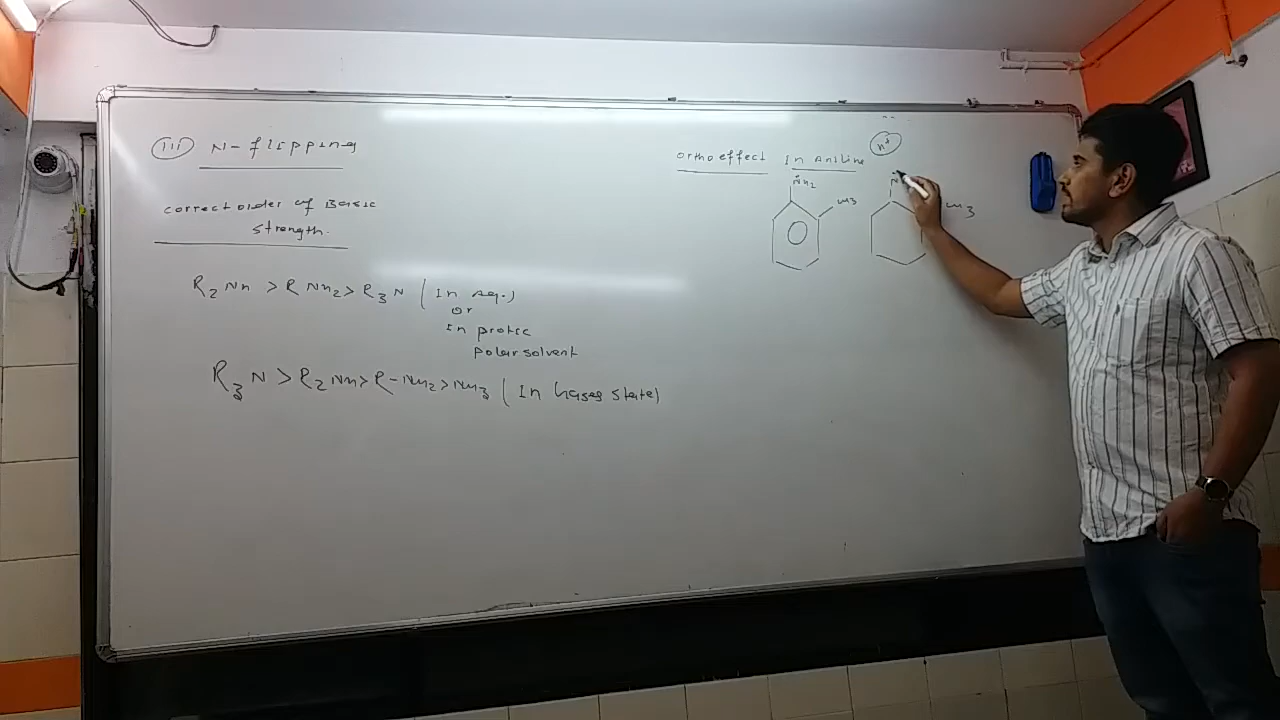 (iii) N-flipping
correct order of Basic
strength.
R2NH > RNH2 > R3N (In aq.)
or
In protic
polar solvent
R3N > R2NH > R-NH2 > NH3 (In Gases state)
ortho effect In Aniline
H⊕
N̈H2
CH3
N
CH3